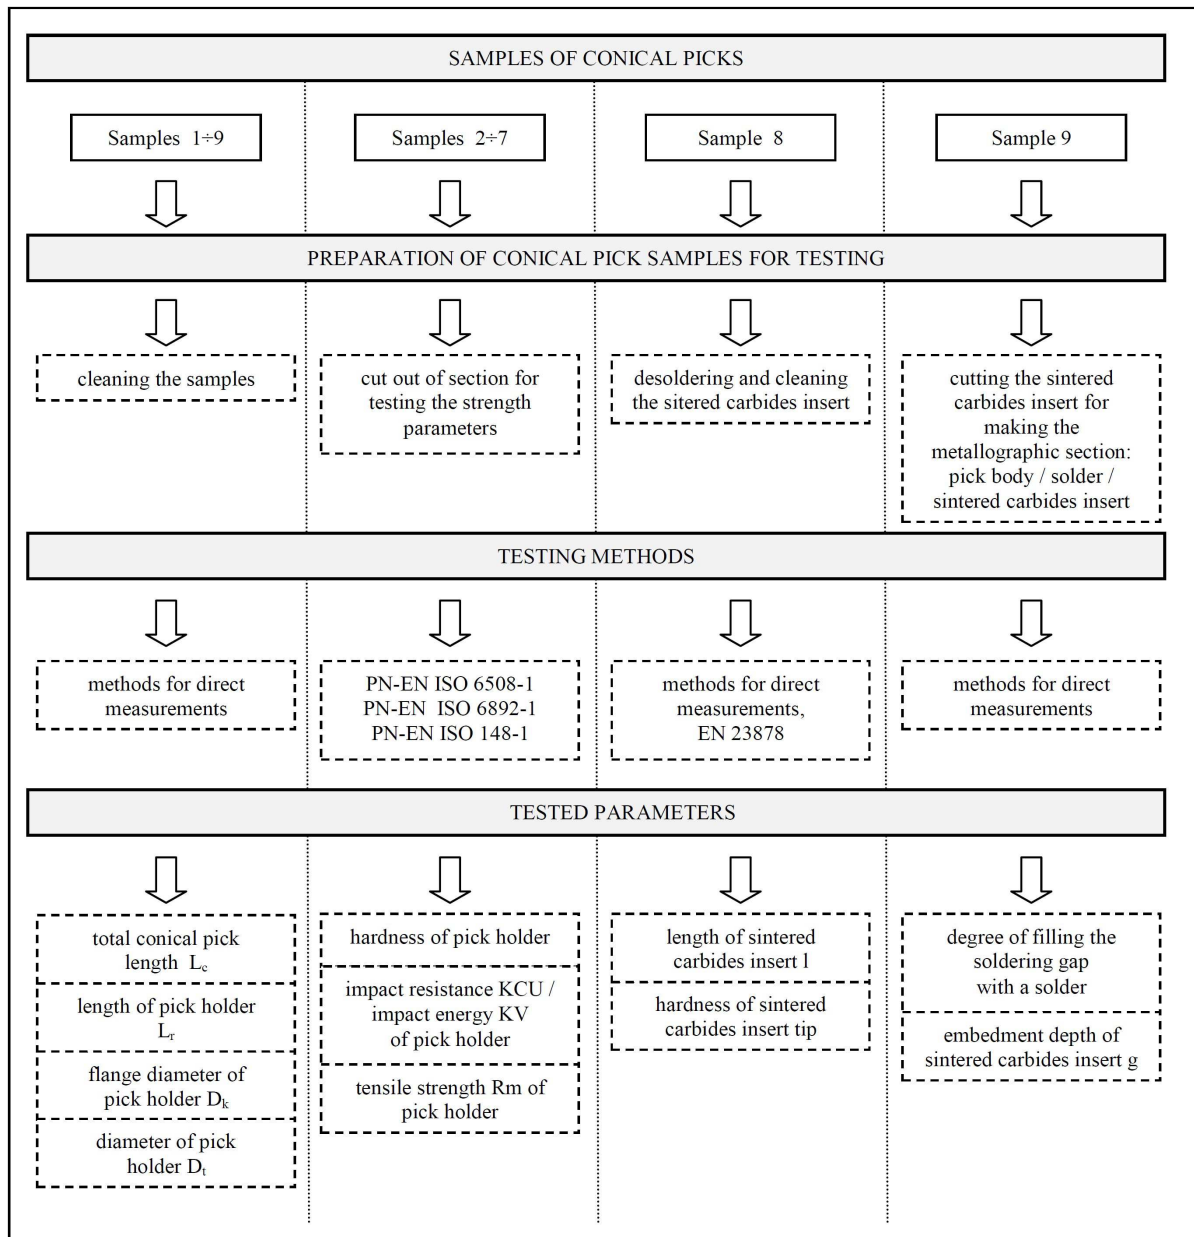 SAMPLES OF CONICAL PICKS
Samples 1÷9
Samples 2÷7
Sample 8
Sample 9
PREPARATION OF CONICAL PICK SAMPLES FOR TESTING
cleaning the samples
cut out of section for
testing the strength
parameters
desoldering and cleaning
the sitered carbides insert
cutting the sintered
carbides insert for
making the
metallographic section:
pick body / solder /
sintered carbides insert
TESTING METHODS
methods for direct
measurements
PN-EN ISO 6508-1
PN-EN ISO 6892-1
PN-EN ISO 148-1
methods for direct
measurements,
EN 23878
methods for direct
measurements
TESTED PARAMETERS
total conical pick
length Lc
length of pick holder
Lr
flange diameter of
pick holder Dk
diameter of pick
holder Dt
hardness of pick holder
impact resistance KCU /
impact energy KV
of pick holder
tensile strength Rm of
pick holder
length of sintered
carbides insert l
hardness of sintered
carbides insert tip
degree of filling the
soldering gap
with a solder
embedment depth of
sintered carbides insert g